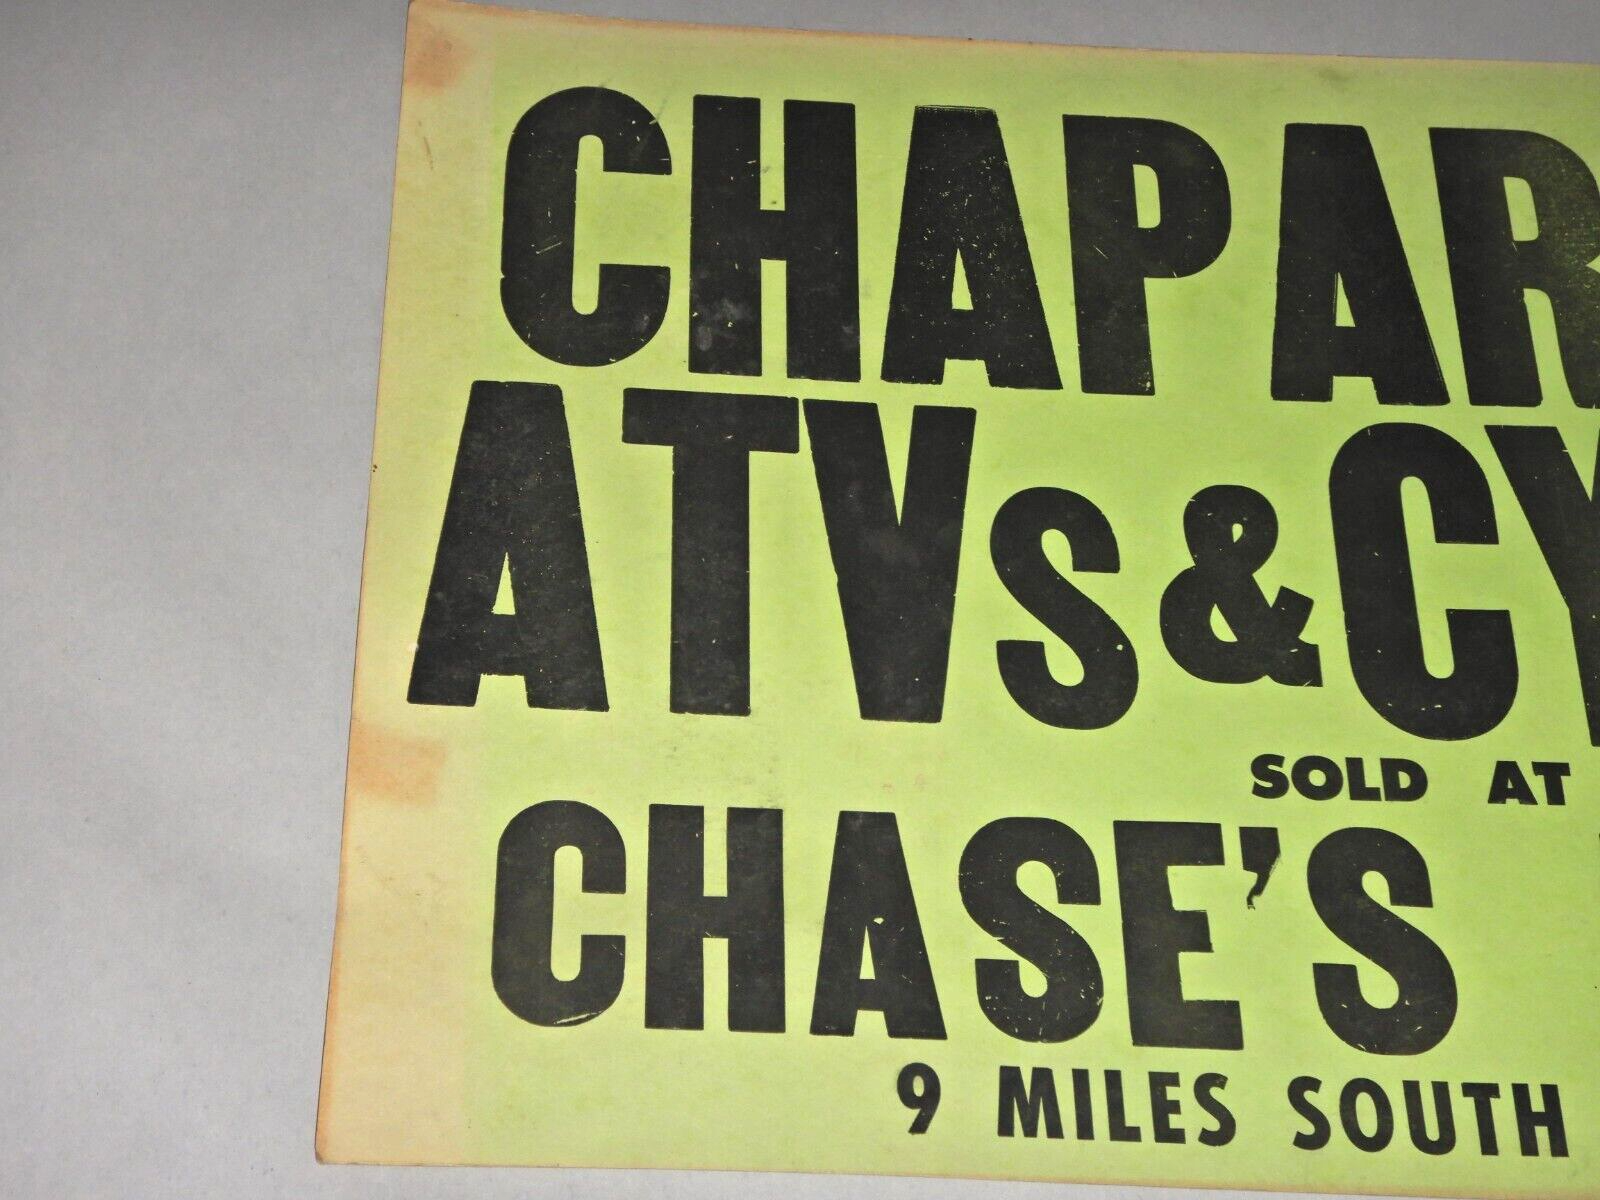 CHAPAR
ATVs & CY
SOLD AT
CHASE'S
9 MILES SOUTH